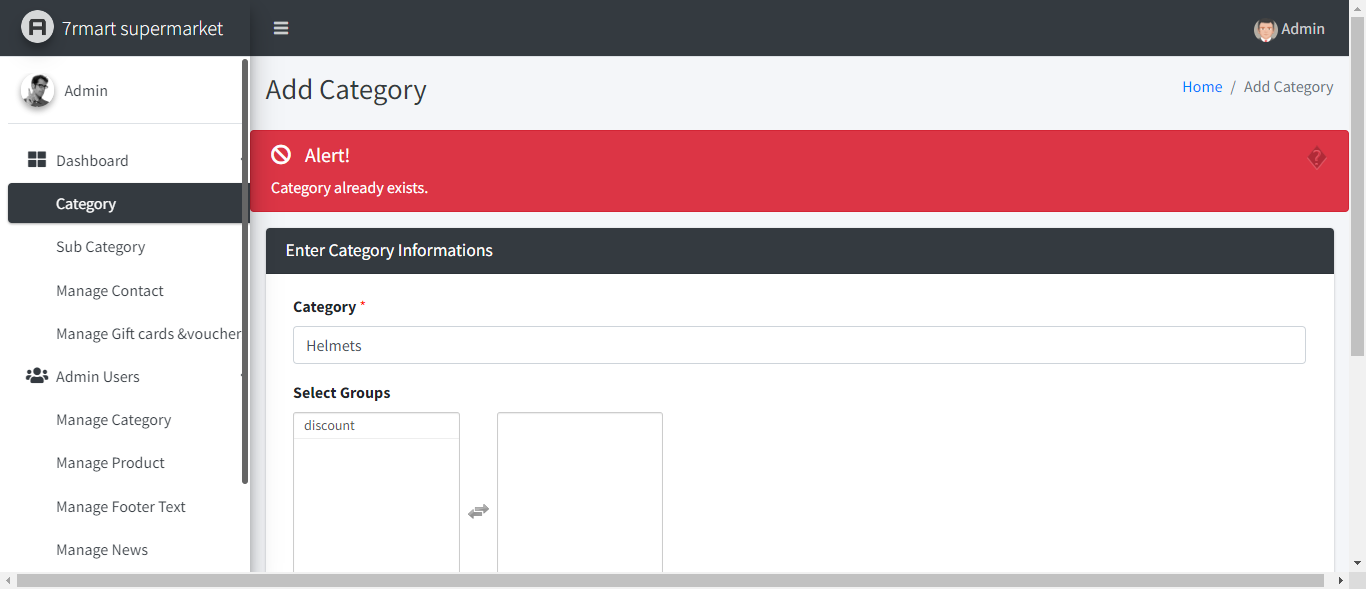 7rmart supermarket
Admin
Admin
Add Category
Home / Add Category
Alert!
Category already exists.
Dashboard
Category
Sub Category
Manage Contact
Manage Gift cards &voucher
Admin Users
Manage Category
Manage Product
Manage Footer Text
Manage News
Enter Category Informations
Category *
Helmets
Select Groups
discount